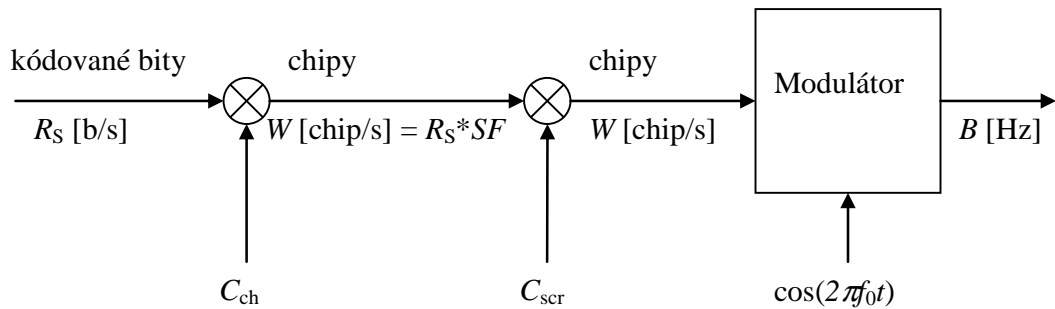 kódované bity
chipy
chipy
Modulátor
R_S [b/s]
W [chip/s] = R_S*SF
W [chip/s]
B [Hz]
C_ch
C_scr
cos(2πf_0t)